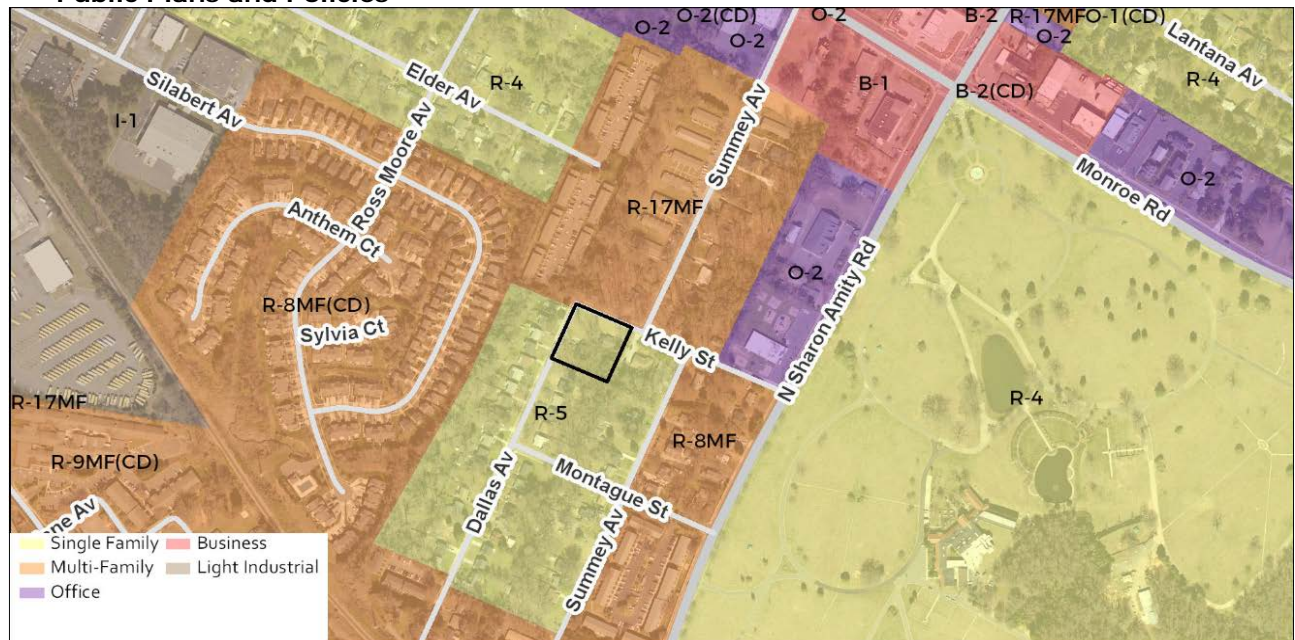 Public Plans and Policies
O-2
O-2(CD)
O-2
O-2
B-2
R-17MF
O-1(CD)
O-2
Lantana Av
R-4
Silabert Av
Elder Av
R-4
Ross Moore Av
I-1
Summey Av
B-1
B-2(CD)
Monroe Rd
O-2
Anthem Ct
R-17MF
O-2
N Sharon Amity Rd
R-8MF(CD)
Sylvia Ct
Kelly St
R-4
R-17MF
R-5
R-8MF
R-9MF(CD)
Dallas Av
Montague St
Summey Av
ne Av
Single Family
Business
Multi-Family
Light Industrial
Office